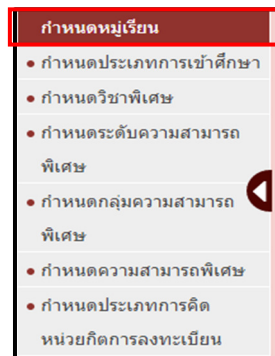 กำหนดหมู่เรียน
กำหนดประเภทการเข้าศึกษา
กำหนดวิชาพิเศษ
กำหนดระดับความสามารถ
พิเศษ
กำหนดกลุ่มความสามารถ
พิเศษ
กำหนดความสามารถพิเศษ
กำหนดประเภทการคิด
หน่วยกิตการลงทะเบียน